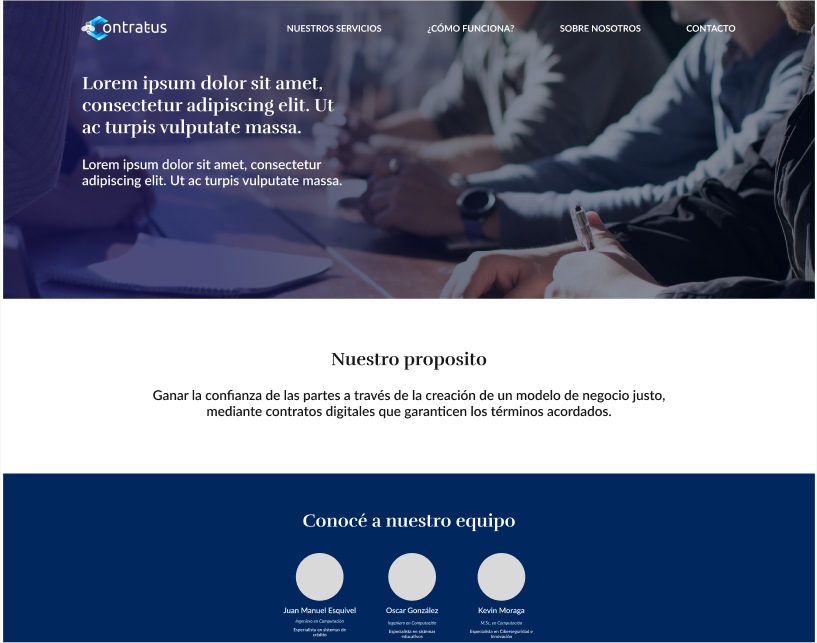 Contratus
NUESTROS SERVICIOS
¿CÓMO FUNCIONA?
SOBRE NOSOTROS
CONTACTO
Lorem ipsum dolor sit amet,
consectetur adipiscing elit. Ut
ac turpis vulputate massa.
Lorem ipsum dolor sit amet, consectetur
adipiscing elit. Ut ac turpis vulputate massa.
Nuestro proposito
Ganar la confianza de las partes a través de la creación de un modelo de negocio justo,
mediante contratos digitales que garanticen los términos acordados.
Conocé a nuestro equipo
Juan Manuel Esquivel
Ingeniero en Computación
Especialista en sistemas de
crédito
Oscar González
Ingeniero en Computación
Especialista en sistemas
educativos
Kevin Moraga
M.Sc. en Computación
Especialista en Ciberseguridad e
Innovación